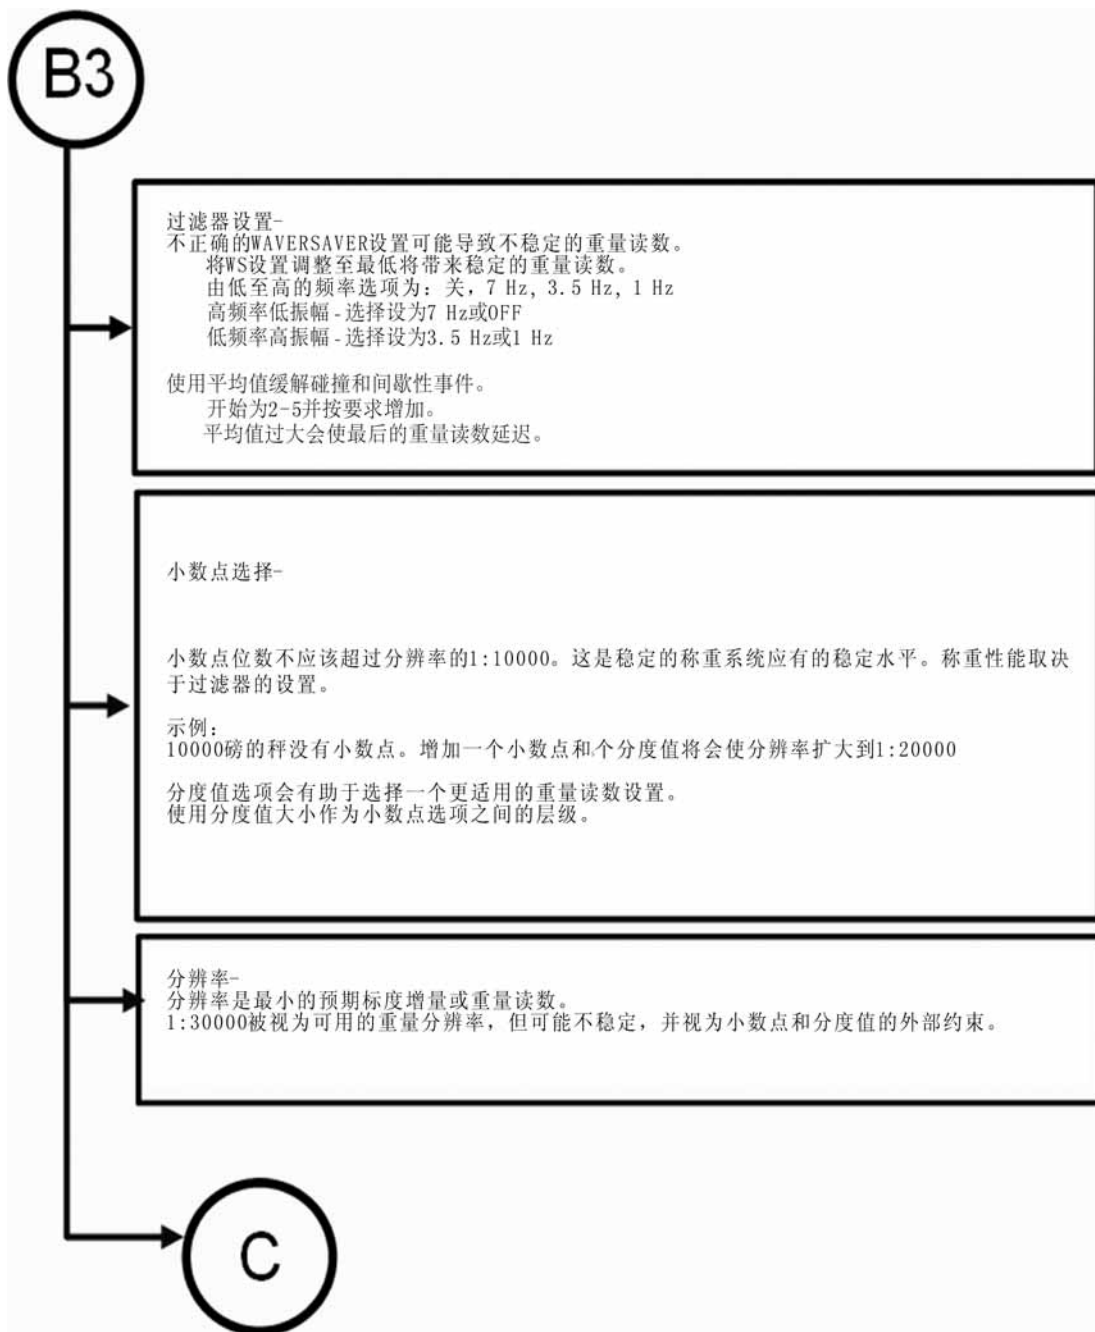 B3
过滤器设置-
不正确的WAVERSAVER设置可能导致不稳定的重量读数。
将WS设置调整至最低将带来稳定的重量读数。
由低至高的频率选项为：关，7 Hz, 3.5 Hz, 1 Hz
高频率低振幅-选择设为7 Hz或OFF
低频率高振幅-选择设为3.5 Hz或1 Hz
使用平均值缓解碰撞和间歇性事件。
开始为2-5并按要求增加。
平均值过大会使最后的重量读数延迟。
小数点选择-
小数点位数不应该超过分辨率的1:10000。这是稳定的称重系统应有的稳定水平。称重性能取决
于过滤器的设置。
示例：
10000磅的秤没有小数点。增加一个小数点和个分度值将会使分辨率扩大到1:20000
分度值选项会有助于选择一个更适用的重量读数设置。
使用分度值大小作为小数点选项之间的层级。
分辨率-
分辨率是最小的预期标度增量或重量读数。
1:30000被视为可用的重量分辨率，但可能不稳定，并视为小数点和分度值的外部约束。
C